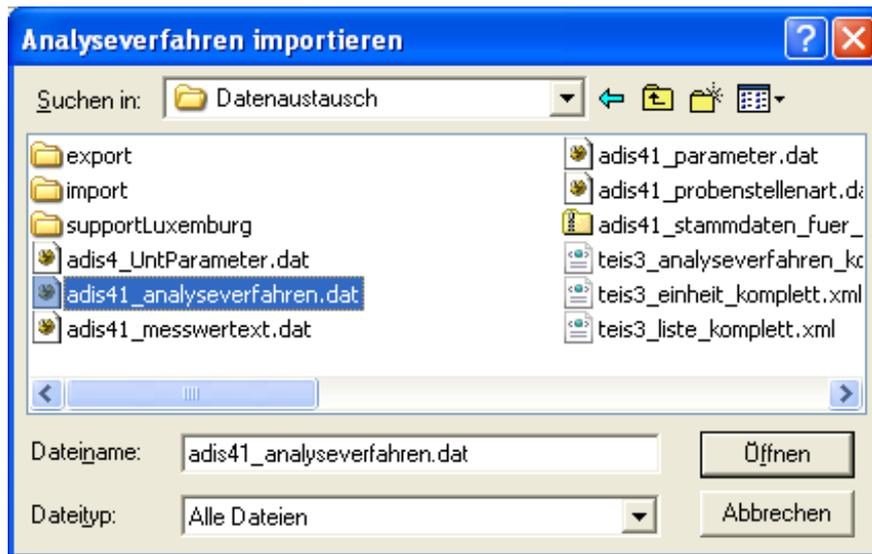 Analyseverfahren importieren
Suchen in: Datenaustausch
export
import
supportLuxemburg
adis4_UntParameter.dat
adis41_analyseverfahren.dat
adis41_messwertext.dat
adis41_parameter.dat
adis41_probenstellenart.da
adis41_stammdaten_fuer_
teis3_analyseverfahren_ko
teis3_einheit_komplett.xml
teis3_liste_komplett.xml
Dateiname: adis41_analyseverfahren.dat Öffnen
Dateityp: Alle Dateien Abbrechen